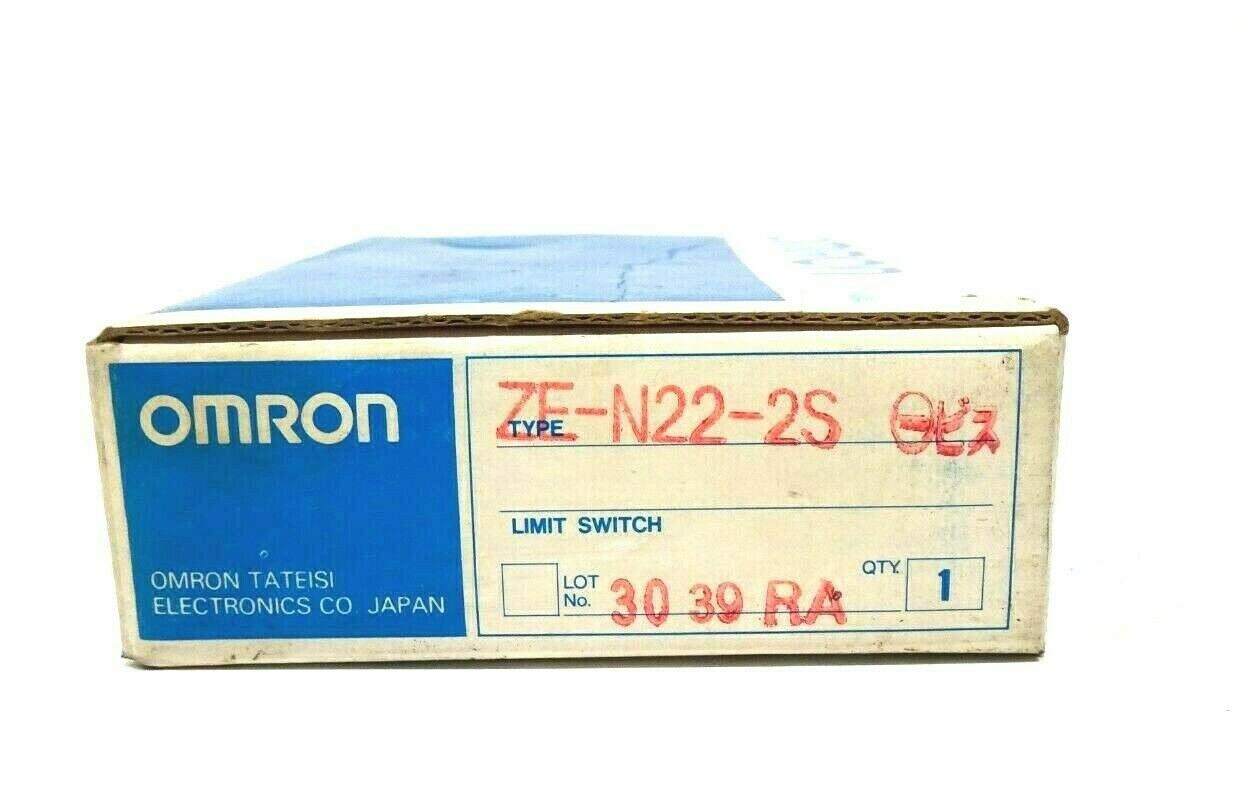 OMRON
OMRON TATEISI
ELECTRONICS CO. JAPAN
TYPE ZE-N22-2S ⊖ビス
LIMIT SWITCH
LOT No. 30 39 RA
QTY. 1